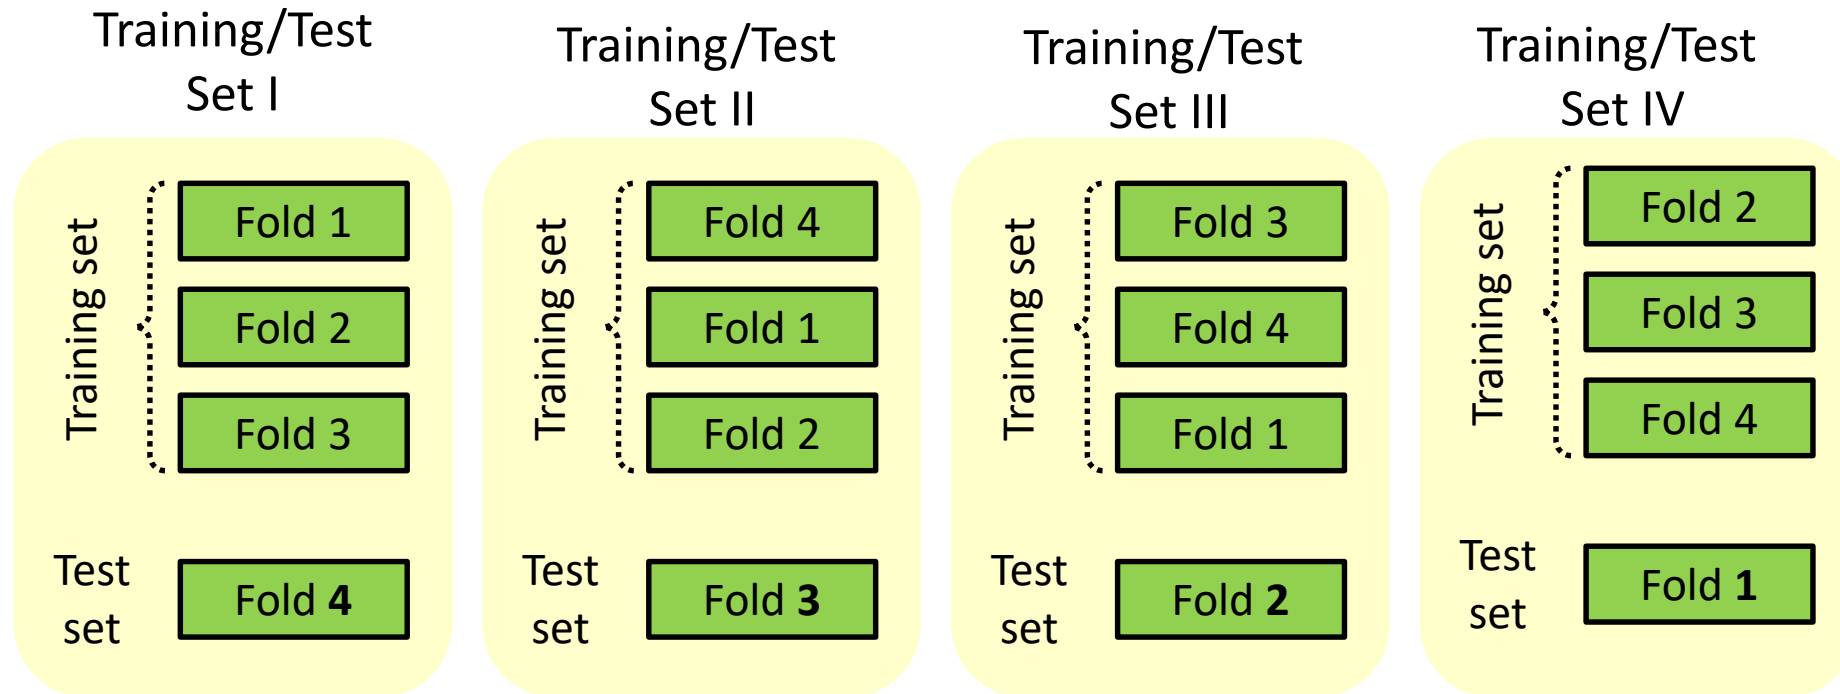 Training/Test
Set I
Training set
Fold 1
Fold 2
Fold 3
Test
set
Fold 4
Training/Test
Set II
Training set
Fold 4
Fold 1
Fold 2
Test
set
Fold 3
Training/Test
Set III
Training set
Fold 3
Fold 4
Fold 1
Test
set
Fold 2
Training/Test
Set IV
Training set
Fold 2
Fold 3
Fold 4
Test
set
Fold 1